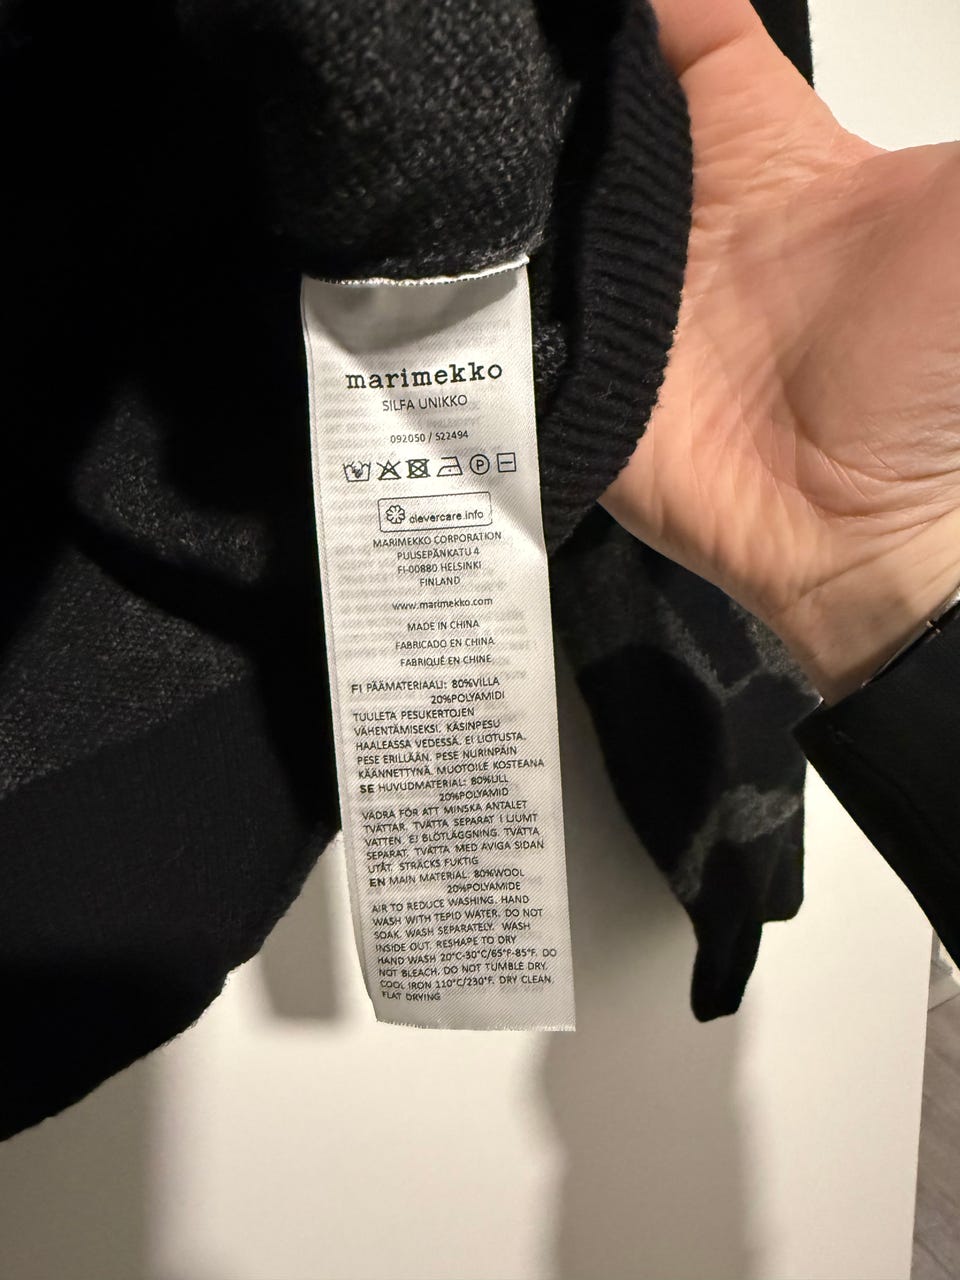 marimekko
SILFA UNIKKO
092050 / 522494
P
clevercare.info
MARIMEKKO CORPORATION
PUUSEPÄNKATU 4
FI-00880 HELSINKI
FINLAND
www.marimekko.com
MADE IN CHINA
FABRICADO EN CHINA
FABRIQUÉ EN CHINE
FI PÄÄMATERIAALI: 80%VILLA
20%POLYAMIDI
TUULETA PESUKERTOJEN
VÄHENTÄMISEKSI. KÄSINPESU
HAALEASSA VEDESSÄ. EI LIOTUSTA.
PESE ERILLÄÄN. PESE NURINPÄIN
KÄÄNNETTYNÄ. MUOTOILE KOSTEANA
SE HUVUDMATERIAL: 80%ULL
20%POLYAMID
VÄDRA FÖR ATT MINSKA ANTALET
TVÄTTAR. TVÄTTA SEPARAT I LJUMT
VATTEN. EJ BLÖTLÄGGNING. TVÄTTA
SEPARAT. TVÄTTA MED AVIGA SIDAN
UTÅT. STRÄCKS FUKTIG
EN MAIN MATERIAL: 80%WOOL
20%POLYAMIDE
AIR TO REDUCE WASHING. HAND
WASH WITH TEPID WATER. DO NOT
SOAK. WASH SEPARATELY. WASH
INSIDE OUT. RESHAPE TO DRY
HAND WASH 20°C-30°C/65°F-85°F. DO
NOT BLEACH. DO NOT TUMBLE DRY.
COOL IRON 110°C/230°F. DRY CLEAN.
FLAT DRYING